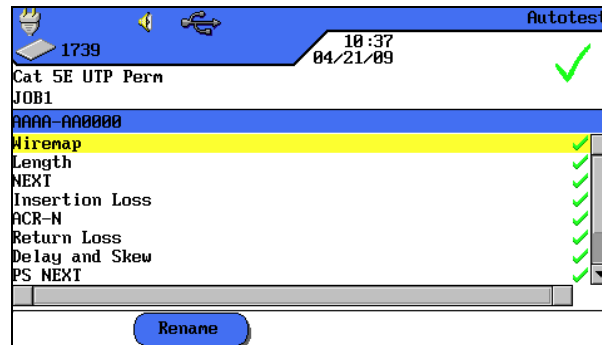 Autotest
1739
10:37
04/21/09
Cat 5E UTP Perm
JOB1
AAAA-AA0000
Wiremap
Length
NEXT
Insertion Loss
ACR-N
Return Loss
Delay and Skew
PS NEXT
Rename